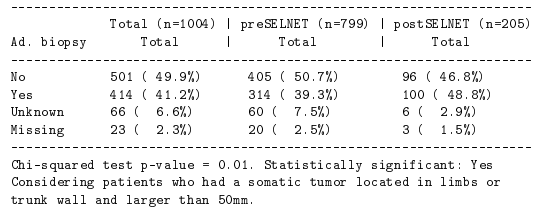 Total (n=1004) | preSELNET (n=799) | postSELNET (n=205)
Ad. biopsy Total | Total | Total
No 501 ( 49.9%) 405 ( 50.7%) 96 ( 46.8%)
Yes 414 ( 41.2%) 314 ( 39.3%) 100 ( 48.8%)
Unknown 66 ( 6.6%) 60 ( 7.5%) 6 ( 2.9%)
Missing 23 ( 2.3%) 20 ( 2.5%) 3 ( 1.5%)
Chi-squared test p-value = 0.01. Statistically significant: Yes
Considering patients who had a somatic tumor located in limbs or
trunk wall and larger than 50mm.